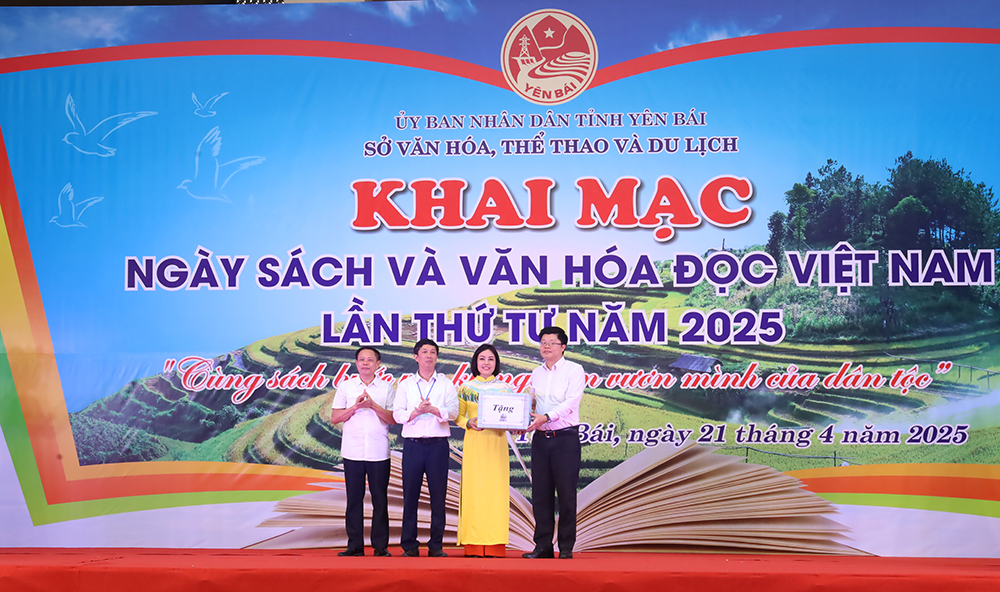 YÊN BÁI
ỦY BAN NHÂN DÂN TỈNH YÊN BÁI
SỞ VĂN HÓA, THỂ THAO VÀ DU LỊCH
KHAI MẠC
NGÀY SÁCH VÀ VĂN HÓA ĐỌC VIỆT NAM
LẦN THỨ TƯ NĂM 2025
"Cùng sách vươn mình của dân tộc"
Bái, ngày 21 tháng 4 năm 2025
Tặng